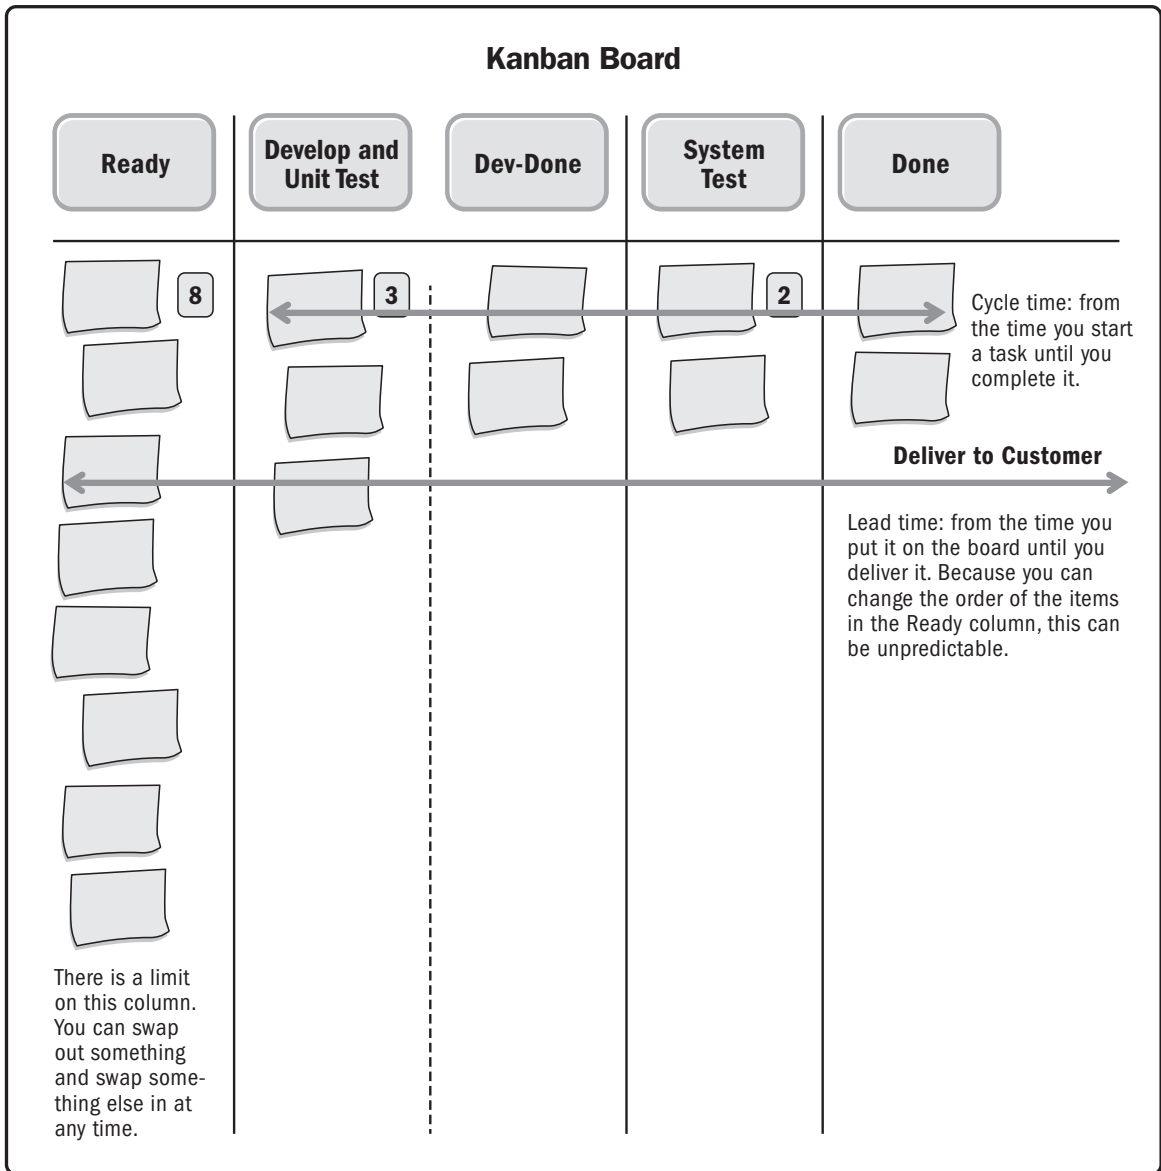 Kanban Board
Ready
Develop and
Unit Test
Dev-Done
System
Test
Done
8
3
2
Cycle time: from
the time you start
a task until you
complete it.
Deliver to Customer
Lead time: from the time you
put it on the board until you
deliver it. Because you can
change the order of the items
in the Ready column, this can
be unpredictable.
There is a limit
on this column.
You can swap
out something
and swap some-
thing else in at
any time.